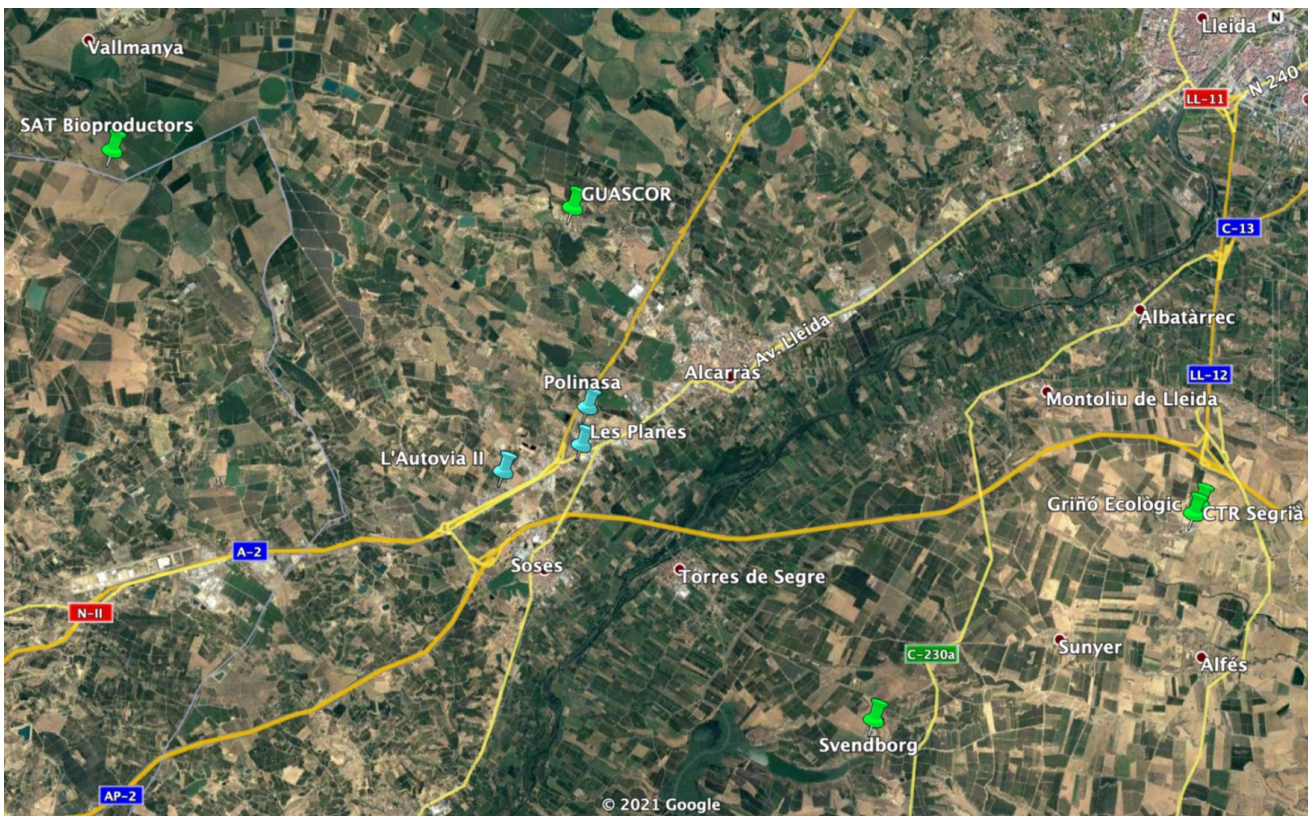 Lleida
N
Vallmanya
LL-11
N 240
SAT Bioproductors
GUASCOR
C-13
Albatàrrec
Av. Lleida
Alcarràs
LL-12
Polinasa
Montoliu de Lleida
Les Planes
L'Autovia II
Griñó Ecològic
CTR Segrià
A-2
Soses
Torres de Segre
N-II
C-230a
Sunyer
Alfés
Svendborg
AP-2
© 2021 Google